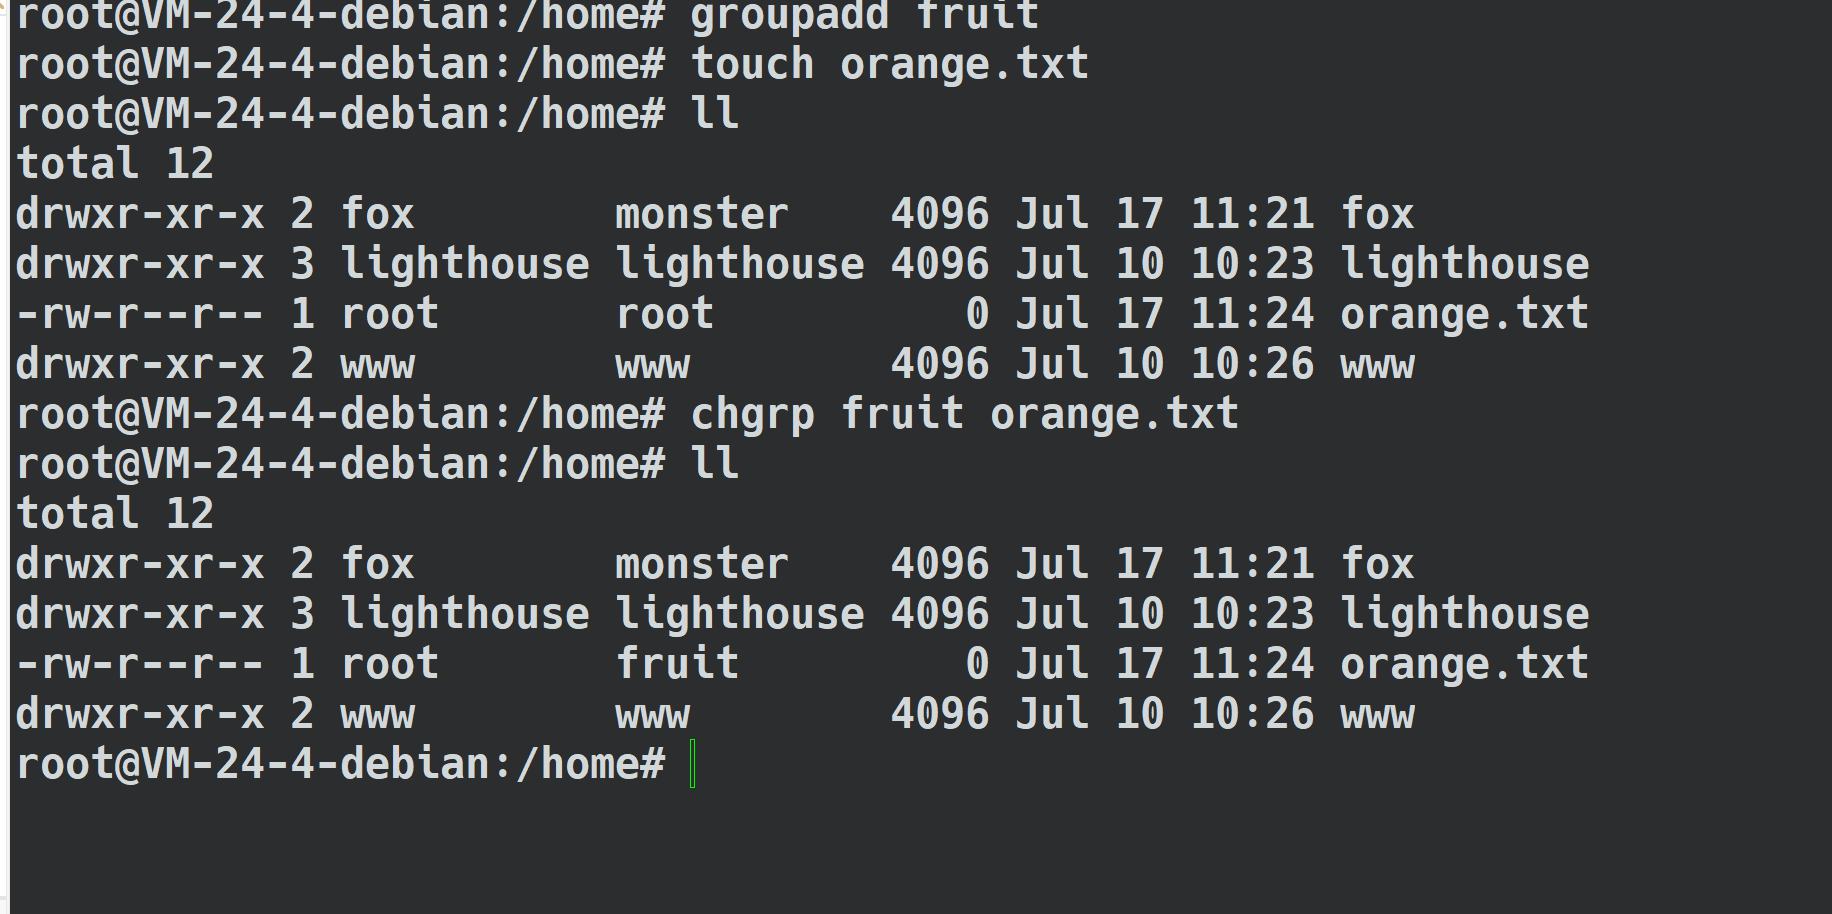 root@VM-24-4-debian:/home# groupadd fruit
root@VM-24-4-debian:/home# touch orange.txt
root@VM-24-4-debian:/home# ll
total 12
drwxr-xr-x 2 fox        monster    4096 Jul 17 11:21 fox
drwxr-xr-x 3 lighthouse lighthouse 4096 Jul 10 10:23 lighthouse
-rw-r--r-- 1 root       root          0 Jul 17 11:24 orange.txt
drwxr-xr-x 2 www        www        4096 Jul 10 10:26 www
root@VM-24-4-debian:/home# chgrp fruit orange.txt
root@VM-24-4-debian:/home# ll
total 12
drwxr-xr-x 2 fox        monster    4096 Jul 17 11:21 fox
drwxr-xr-x 3 lighthouse lighthouse 4096 Jul 10 10:23 lighthouse
-rw-r--r-- 1 root       fruit         0 Jul 17 11:24 orange.txt
drwxr-xr-x 2 www        www        4096 Jul 10 10:26 www
root@VM-24-4-debian:/home#